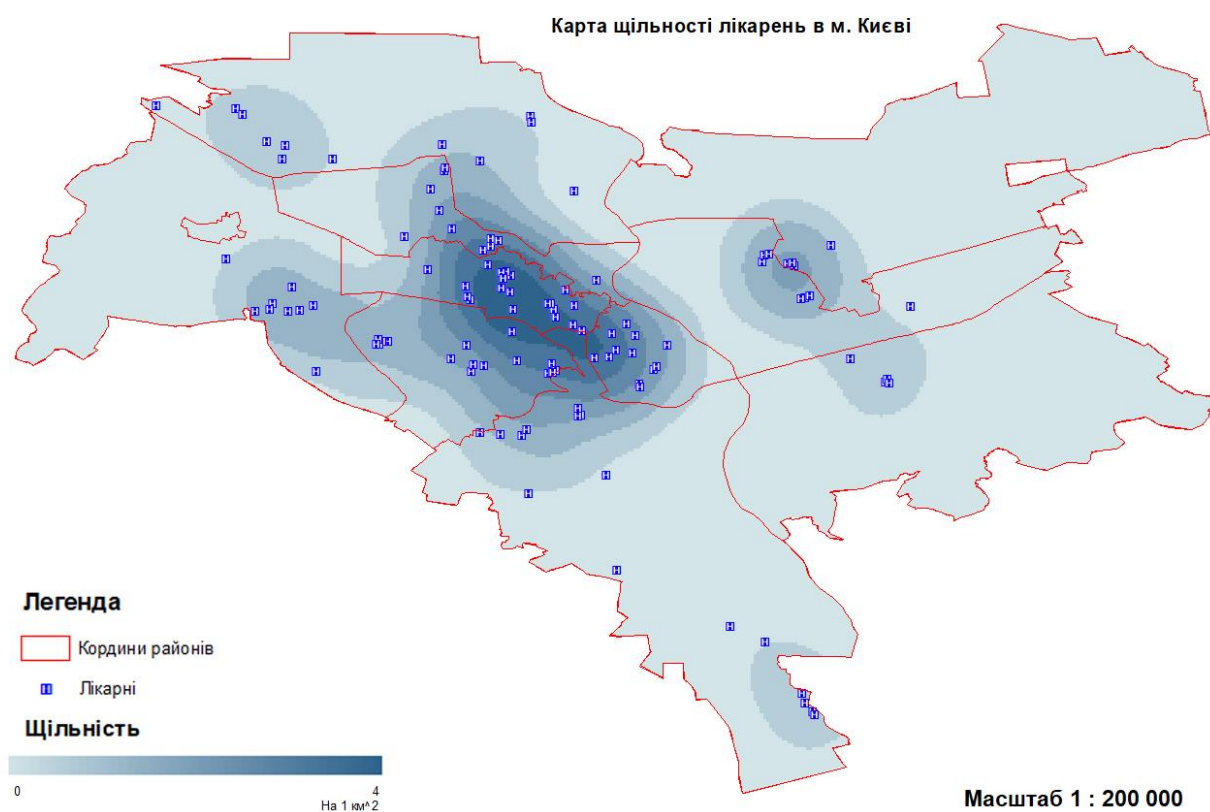 Карта щільності лікарень в м. Києві
Легенда
Кордини районів
Лікарні
Щільність
0
4
На 1 км^2
Масштаб 1 : 200 000